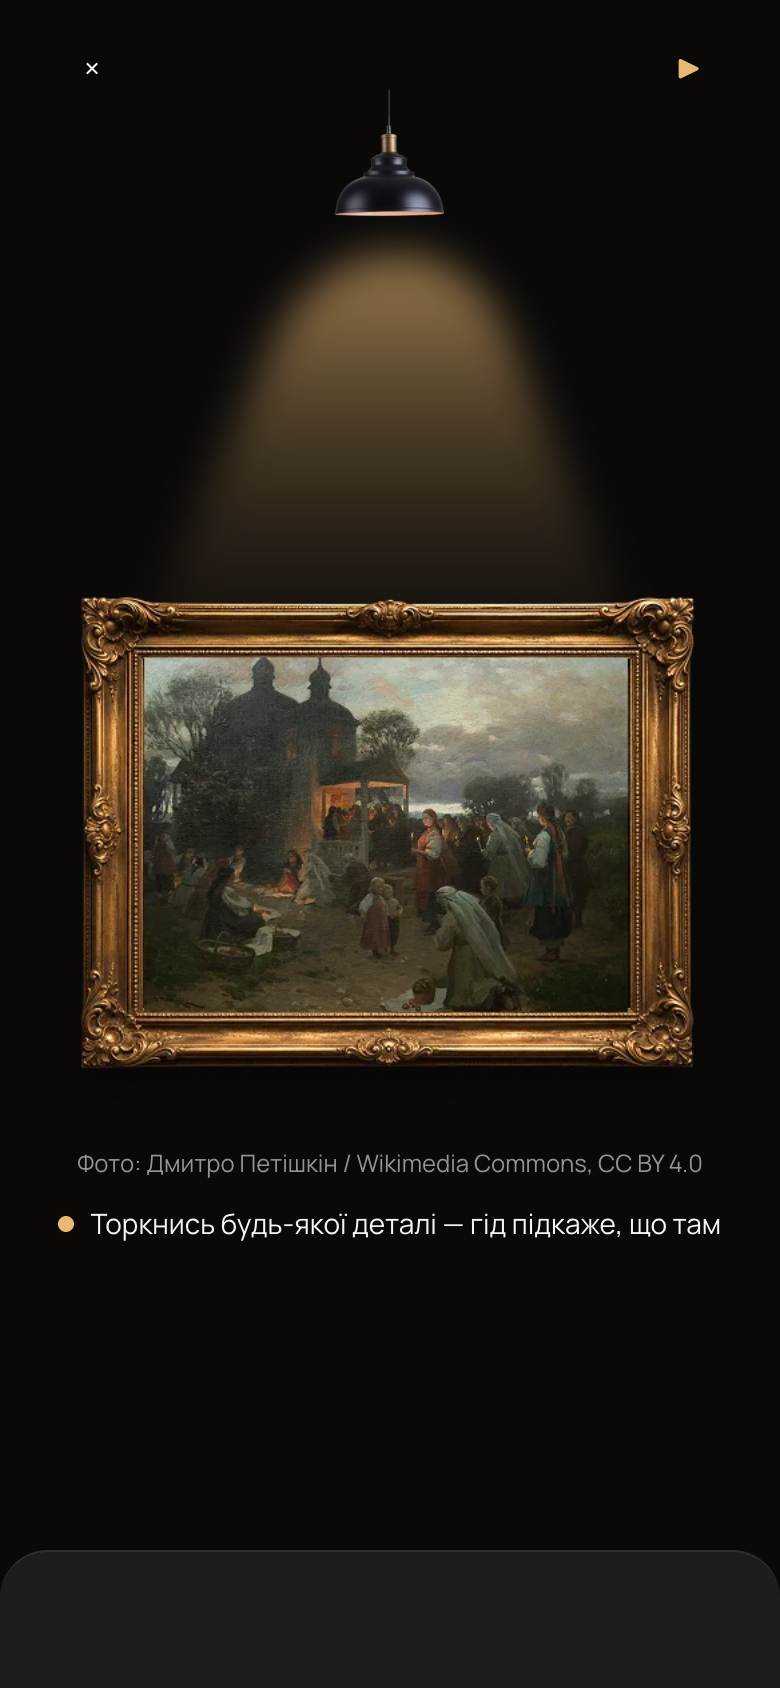 Фото: Дмитро Петішкін / Wikimedia Commons, CC BY 4.0
Торкнись будь-якої деталі — гід підкаже, що там